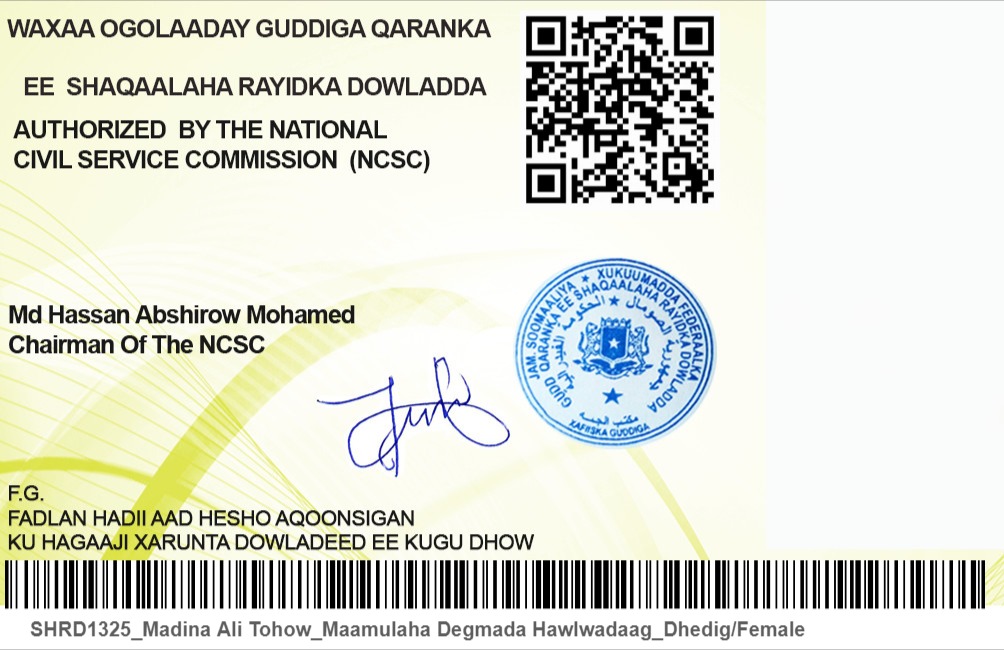 WAXAA OGOLAADAY GUDDIGA QARANKA
EE SHAQAALAHA RAYIDKA DOWLADDA
AUTHORIZED BY THE NATIONAL
CIVIL SERVICE COMMISSION (NCSC)
JAM. SOOMAALIYA ★ XUKUUMADDA FEDERAALKA
GUDD QARANKA EE SHAQAALAHA RAYIDKA DOWLADDA
XAFIISKA GUDDIGA
Md Hassan Abshirow Mohamed
Chairman Of The NCSC
F.G.
FADLAN HADII AAD HESHO AQOONSIGAN
KU HAGAAJI XARUNTA DOWLADEED EE KUGU DHOW
SHRD1325_Madina Ali Tohow_Maamulaha Degmada Hawlwadaag_Dhedig/Female